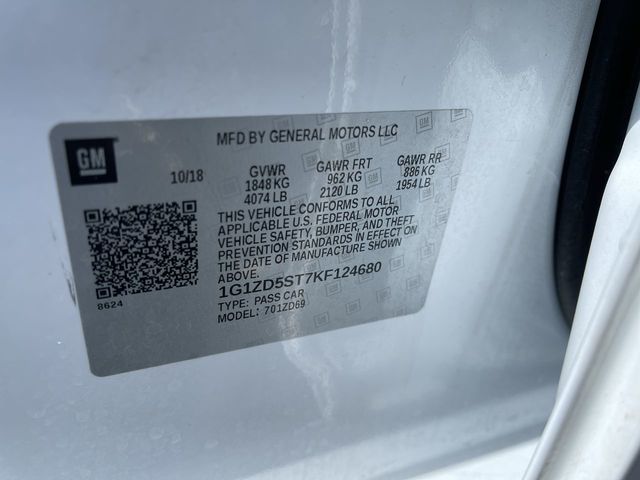 MFD BY GENERAL MOTORS LLC
GM
10/18 GVWR GAWR FRT GAWR RR
1848 KG 962 KG 886 KG
4074 LB 2120 LB 1954 LB
THIS VEHICLE CONFORMS TO ALL
APPLICABLE U.S. FEDERAL MOTOR
VEHICLE SAFETY, BUMPER, AND THEFT
PREVENTION STANDARDS IN EFFECT ON
THE DATE OF MANUFACTURE SHOWN
ABOVE.
1G1ZD5ST7KF124680
TYPE: PASS CAR
MODEL: 701ZD69
8624